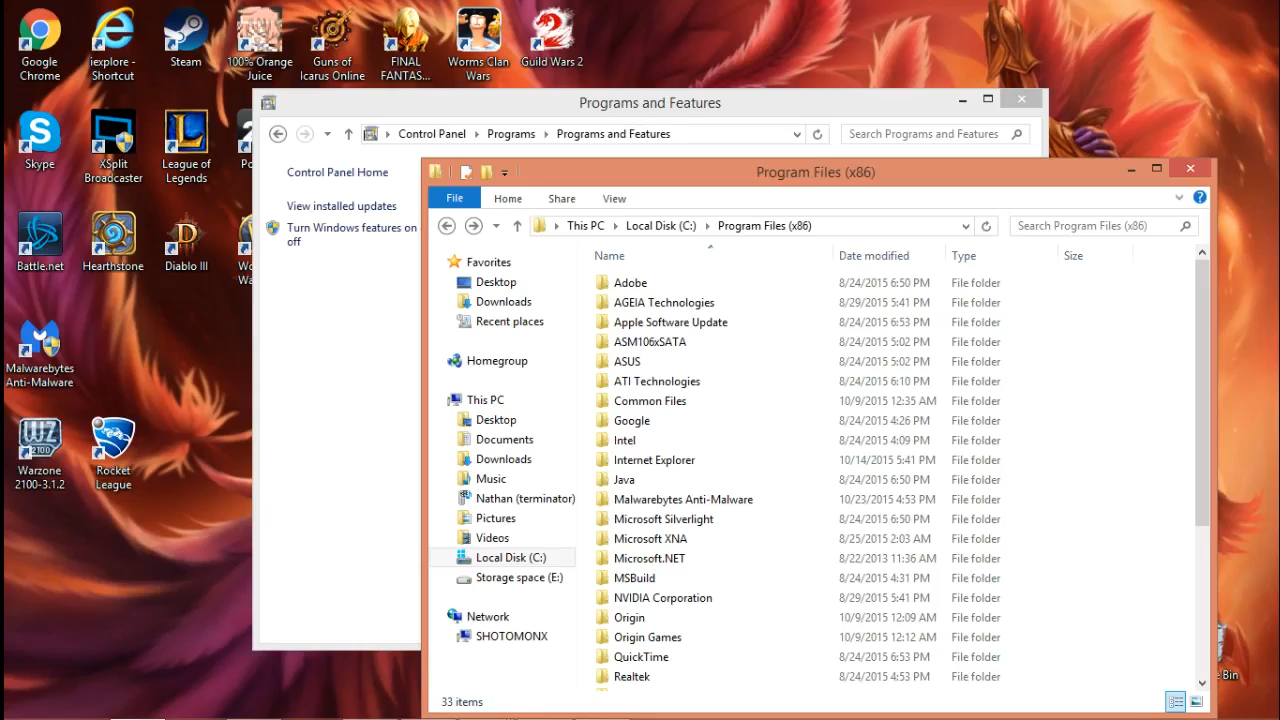 Google Chrome
iexplore - Shortcut
Steam
100% Orange Juice
Guns of Icarus Online
FINAL FANTAS...
Worms Clan Wars
Guild Wars 2
Skype
XSplit Broadcaster
League of Legends
Battle.net
Hearthstone
Diablo III
Malwarebytes Anti-Malware
Warzone 2100-3.1.2
Rocket League
Programs and Features
Control Panel Programs Programs and Features
Search Programs and Features
Control Panel Home
View installed updates
Turn Windows features on
off
Program Files (x86)
File Home Share View
This PC Local Disk (C:) Program Files (x86)
Search Program Files (x86)
Favorites
Desktop
Downloads
Recent places
Homegroup
This PC
Desktop
Documents
Downloads
Music
Nathan (terminator)
Pictures
Videos
Local Disk (C:)
Storage space (E:)
Network
SHOTOMONX
Name Date modified Type Size
Adobe 8/24/2015 6:50 PM File folder
AGEIA Technologies 8/29/2015 5:41 PM File folder
Apple Software Update 8/24/2015 6:53 PM File folder
ASM106xSATA 8/24/2015 5:02 PM File folder
ASUS 8/24/2015 5:02 PM File folder
ATI Technologies 8/24/2015 6:10 PM File folder
Common Files 10/9/2015 12:35 AM File folder
Google 8/24/2015 4:26 PM File folder
Intel 8/24/2015 4:09 PM File folder
Internet Explorer 10/14/2015 5:41 PM File folder
Java 8/24/2015 6:50 PM File folder
Malwarebytes Anti-Malware 10/23/2015 4:53 PM File folder
Microsoft Silverlight 8/24/2015 6:50 PM File folder
Microsoft XNA 8/25/2015 2:03 AM File folder
Microsoft.NET 8/22/2013 11:36 AM File folder
MSBuild 8/24/2015 4:31 PM File folder
NVIDIA Corporation 8/29/2015 5:41 PM File folder
Origin 10/9/2015 12:09 AM File folder
Origin Games 10/9/2015 12:12 AM File folder
QuickTime 8/24/2015 6:53 PM File folder
Realtek 8/24/2015 4:53 PM File folder
33 items
Bin